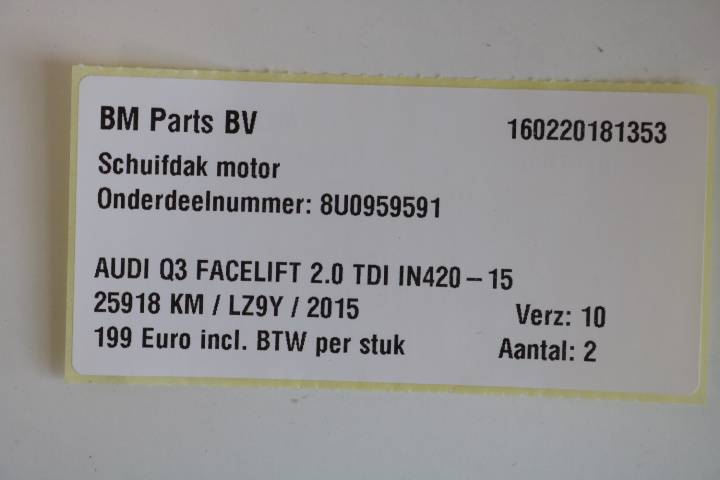 BM Parts BV 160220181353
Schuifdak motor
Onderdeelnummer: 8U0959591
AUDI Q3 FACELIFT 2.0 TDI IN420-15
25918 KM / LZ9Y / 2015 Verz: 10
199 Euro incl. BTW per stuk Aantal: 2